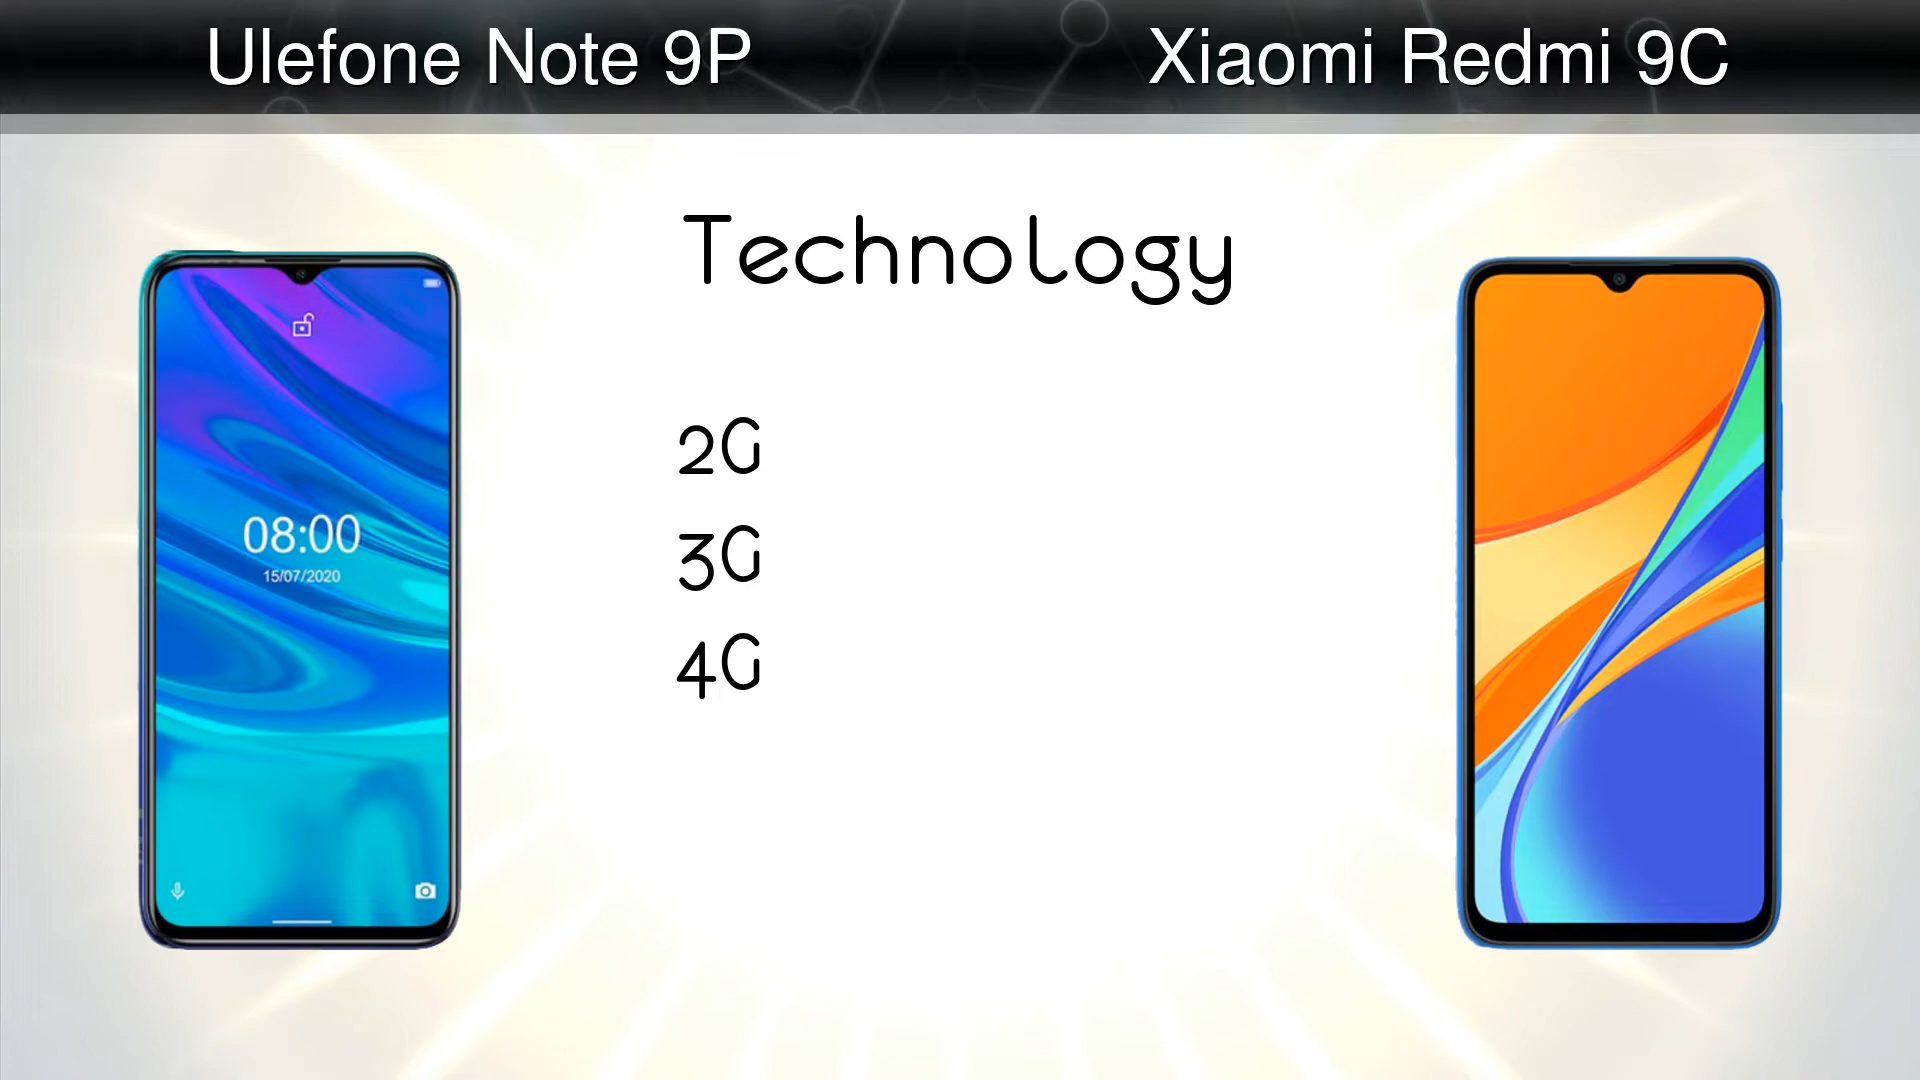 Ulefone Note 9P
Xiaomi Redmi 9C
Technology
2G
3G
4G
08:00
15/07/2020